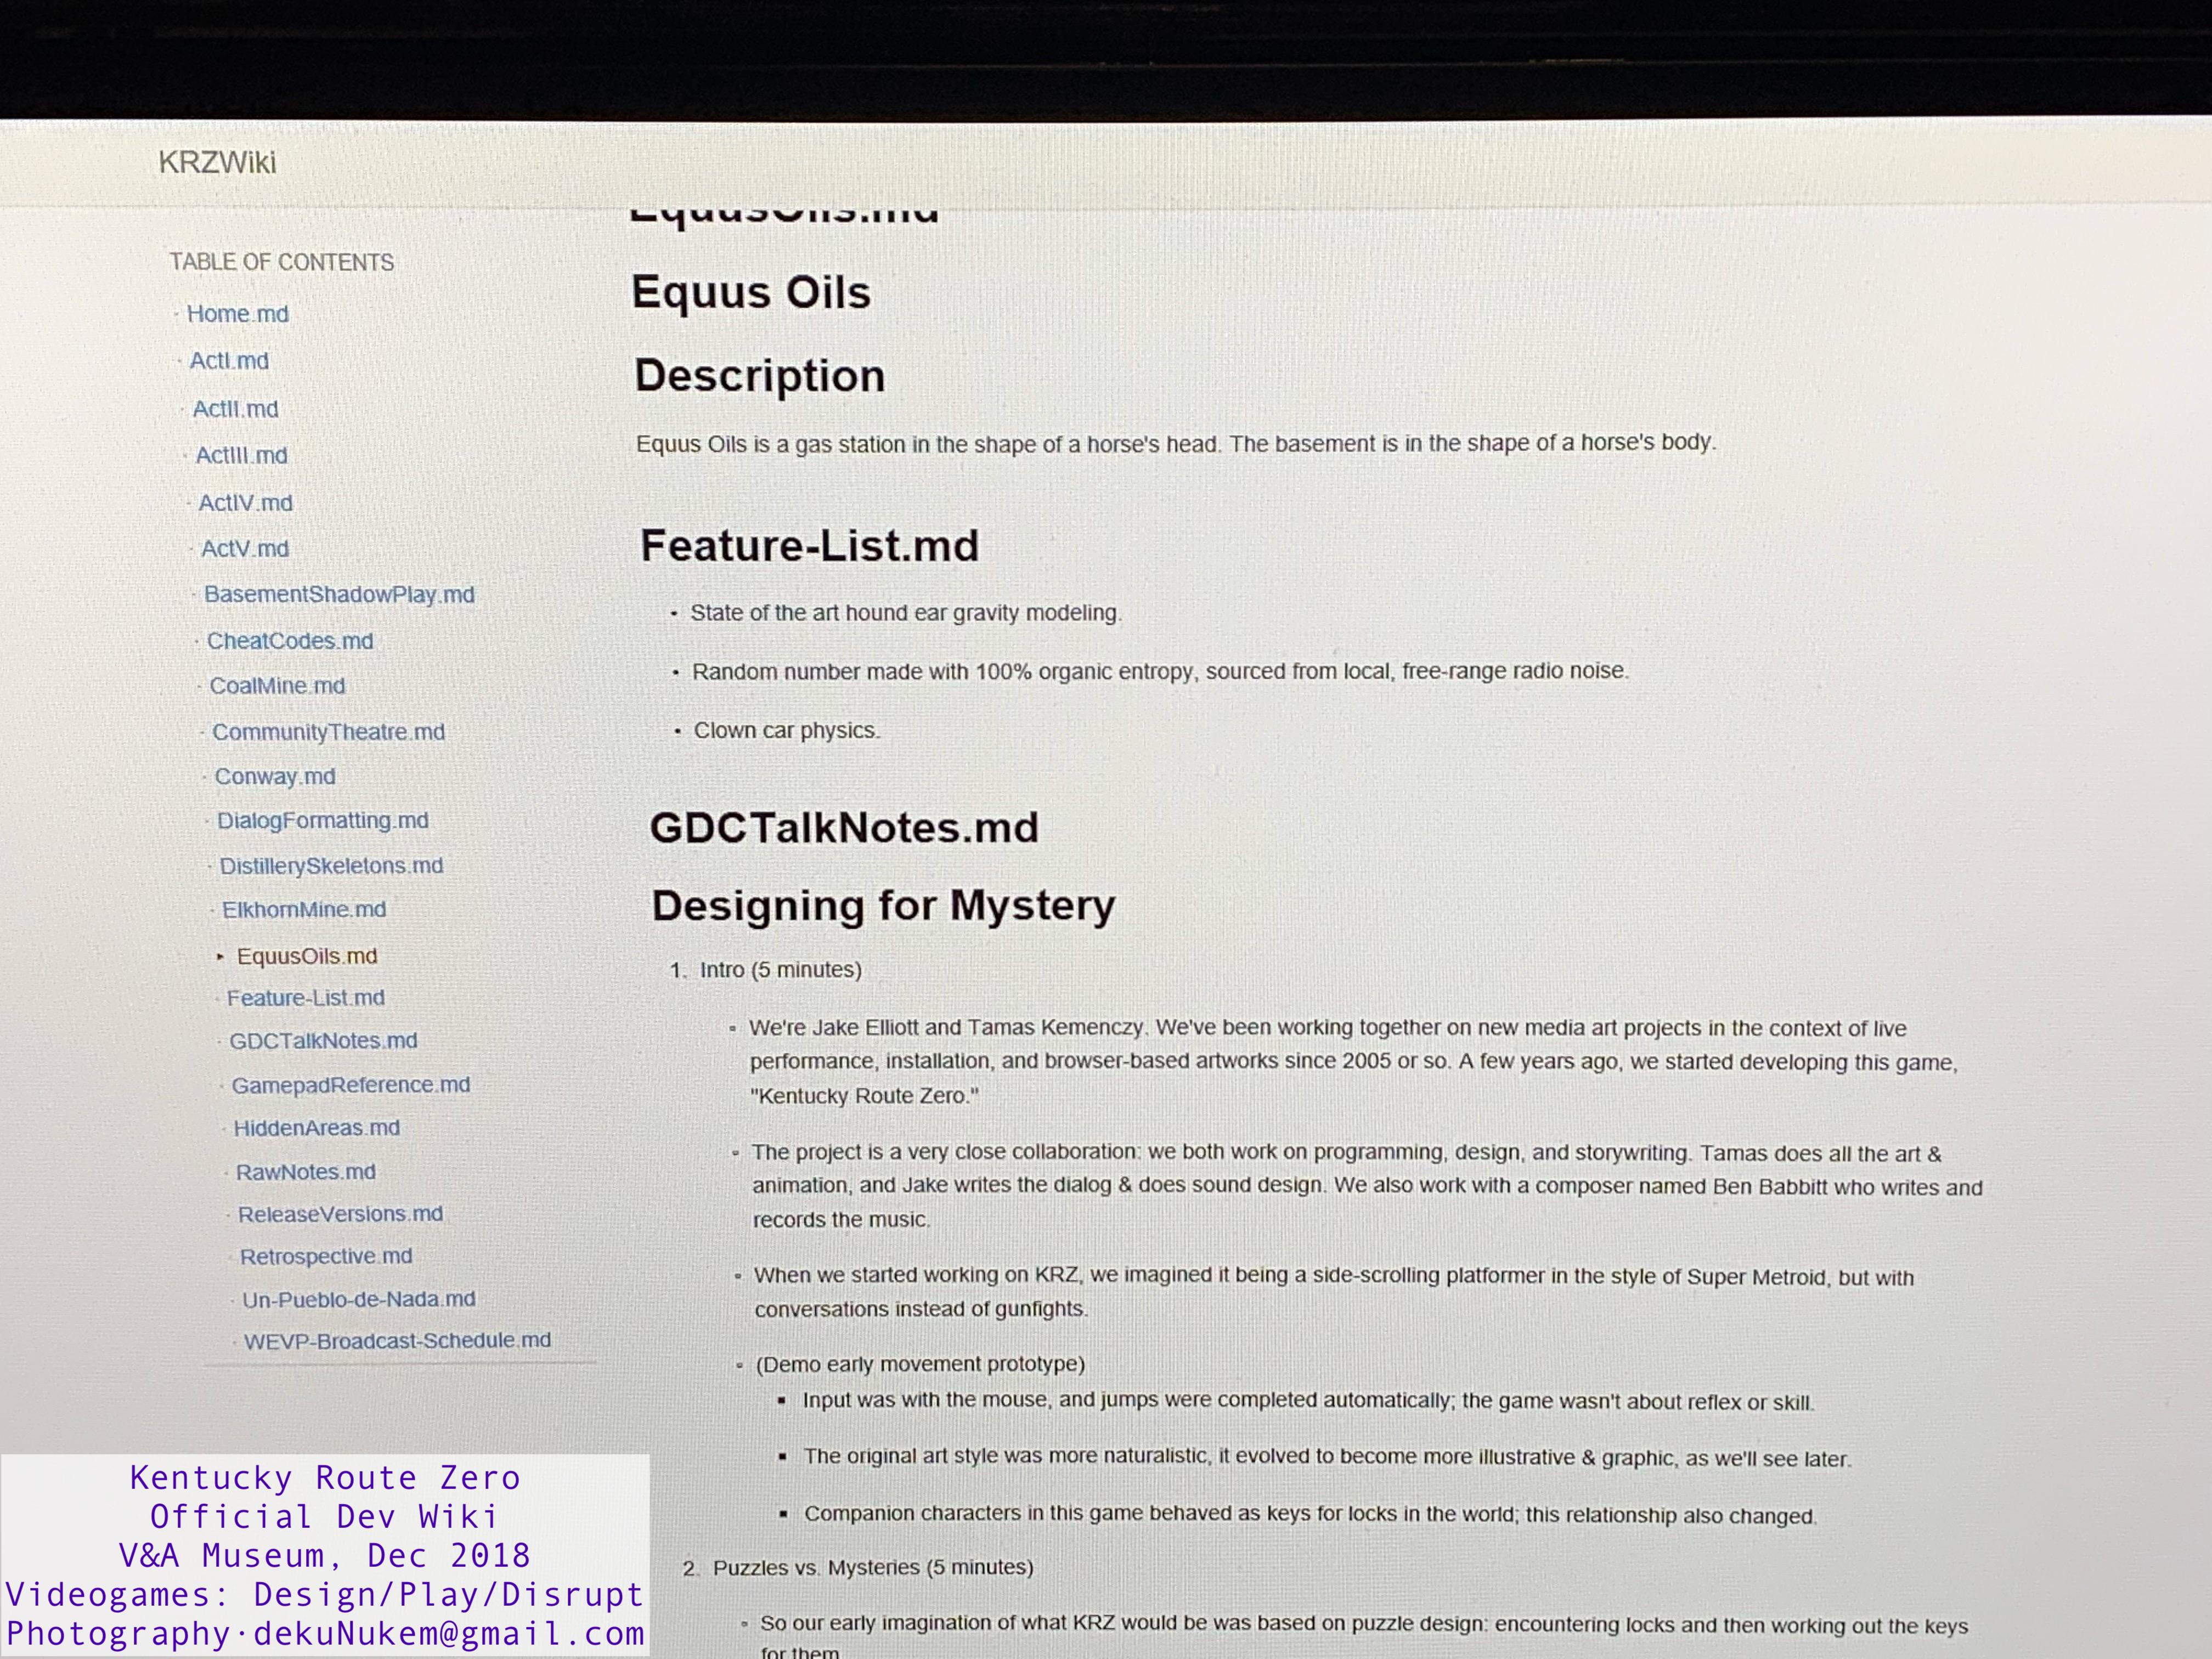 KRZWiki
TABLE OF CONTENTS
Home.md
ActI.md
ActII.md
ActIII.md
ActIV.md
ActV.md
BasementShadowPlay.md
CheatCodes.md
CoalMine.md
CommunityTheatre.md
Conway.md
DialogFormatting.md
DistillerySkeletons.md
ElkhornMine.md
EquusOils.md
Feature-List.md
GDCTalkNotes.md
GamepadReference.md
HiddenAreas.md
RawNotes.md
ReleaseVersions.md
Retrospective.md
Un-Pueblo-de-Nada.md
WEVP-Broadcast-Schedule.md
EquusOils.md
Equus Oils
Description
Equus Oils is a gas station in the shape of a horse's head. The basement is in the shape of a horse's body.
Feature-List.md
• State of the art hound ear gravity modeling.
• Random number made with 100% organic entropy, sourced from local, free-range radio noise.
• Clown car physics.
GDCTalkNotes.md
Designing for Mystery
1. Intro (5 minutes)
We're Jake Elliott and Tamas Kemenczy. We've been working together on new media art projects in the context of live
performance, installation, and browser-based artworks since 2005 or so. A few years ago, we started developing this game,
"Kentucky Route Zero."
The project is a very close collaboration: we both work on programming, design, and storywriting. Tamas does all the art &
animation, and Jake writes the dialog & does sound design. We also work with a composer named Ben Babbitt who writes and
records the music.
When we started working on KRZ, we imagined it being a side-scrolling platformer in the style of Super Metroid, but with
conversations instead of gunfights.
(Demo early movement prototype)
Input was with the mouse, and jumps were completed automatically; the game wasn't about reflex or skill.
The original art style was more naturalistic, it evolved to become more illustrative & graphic, as we'll see later.
Companion characters in this game behaved as keys for locks in the world; this relationship also changed.
2. Puzzles vs. Mysteries (5 minutes)
So our early imagination of what KRZ would be was based on puzzle design: encountering locks and then working out the keys
for them
Kentucky Route Zero
Official Dev Wiki
V&A Museum, Dec 2018
Videogames: Design/Play/Disrupt
Photography·dekuNukem@gmail.com